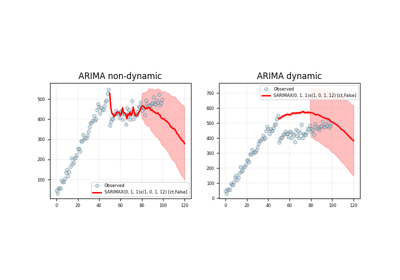 ARIMA non-dynamic
500
400
300
200
100
0 20 40 60 80 100 120
Observed
SARIMAX(0, 1, 1)x(1, 0, 1, 12) [ct,False]
ARIMA dynamic
700
600
500
400
300
200
100
0
0 20 40 60 80 100 120
Observed
SARIMAX(0, 1, 1)x(1, 0, 1, 12) [ct,False]